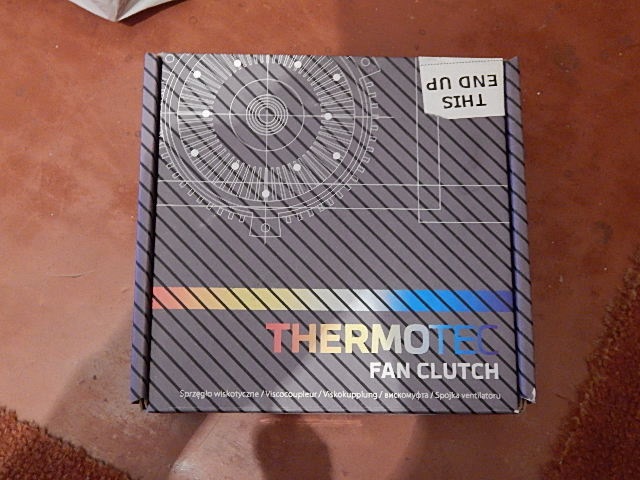 THIS
END UP
THERMOTEC
FAN CLUTCH
Sprzęgło wiskotyczne / Viscocoupleur / Viskokupplung / вискомуфта / Spojka ventilatoru